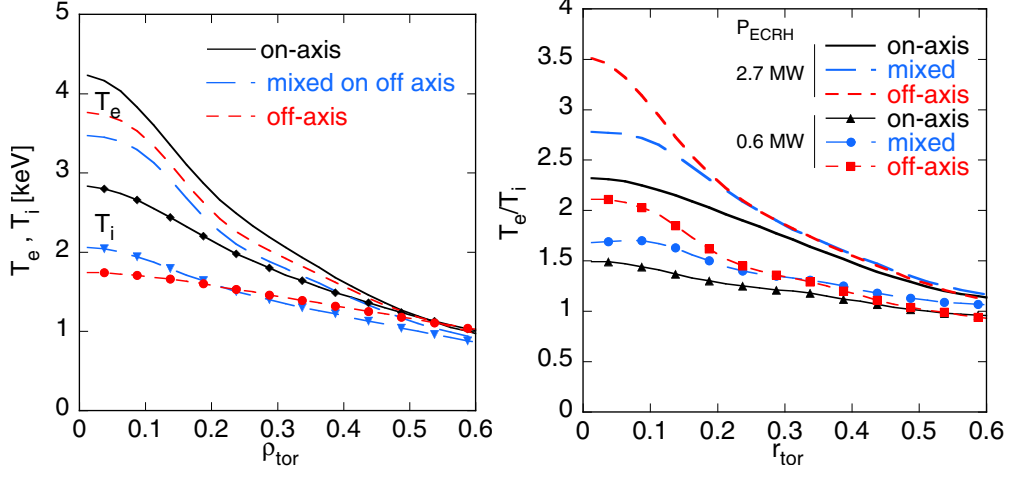 5
4
3
2
1
0
T_e , T_i [keV]
on-axis
mixed on off axis
off-axis
T_e
T_i
0 0.1 0.2 0.3 0.4 0.5 0.6
ρ_tor
4
3.5
3
2.5
2
1.5
1
0.5
0
T_e/T_i
P_ECRH
2.7 MW
on-axis
mixed
off-axis
0.6 MW
on-axis
mixed
off-axis
0 0.1 0.2 0.3 0.4 0.5 0.6
r_tor